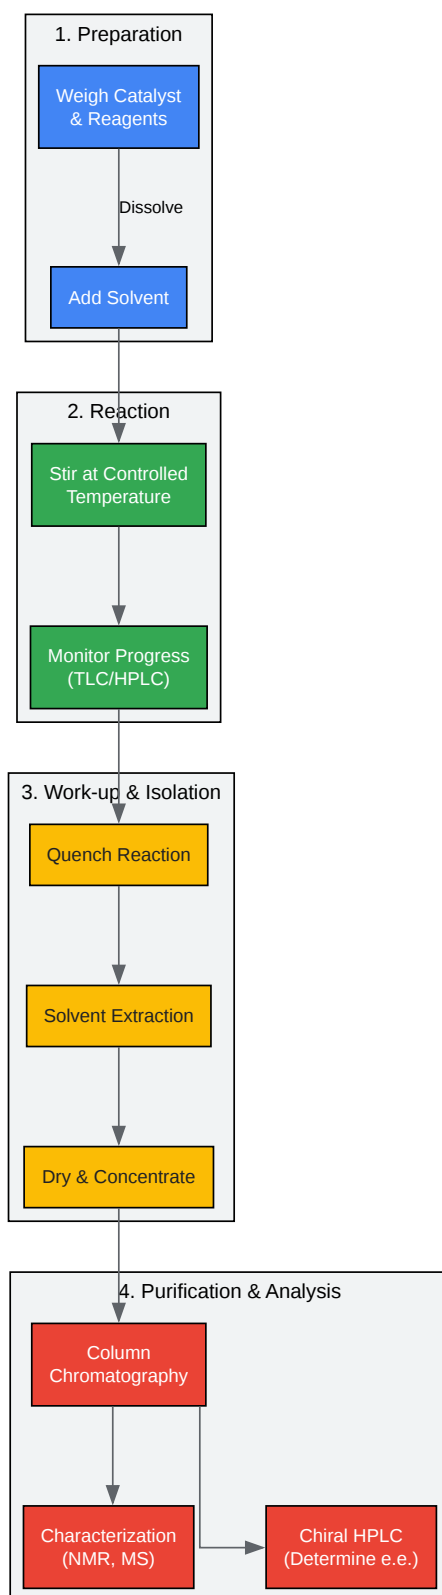 1. Preparation
Weigh Catalyst
& Reagents
Dissolve
Add Solvent
2. Reaction
Stir at Controlled
Temperature
Monitor Progress
(TLC/HPLC)
3. Work-up & Isolation
Quench Reaction
Solvent Extraction
Dry & Concentrate
4. Purification & Analysis
Column
Chromatography
Characterization
(NMR, MS)
Chiral HPLC
(Determine e.e.)